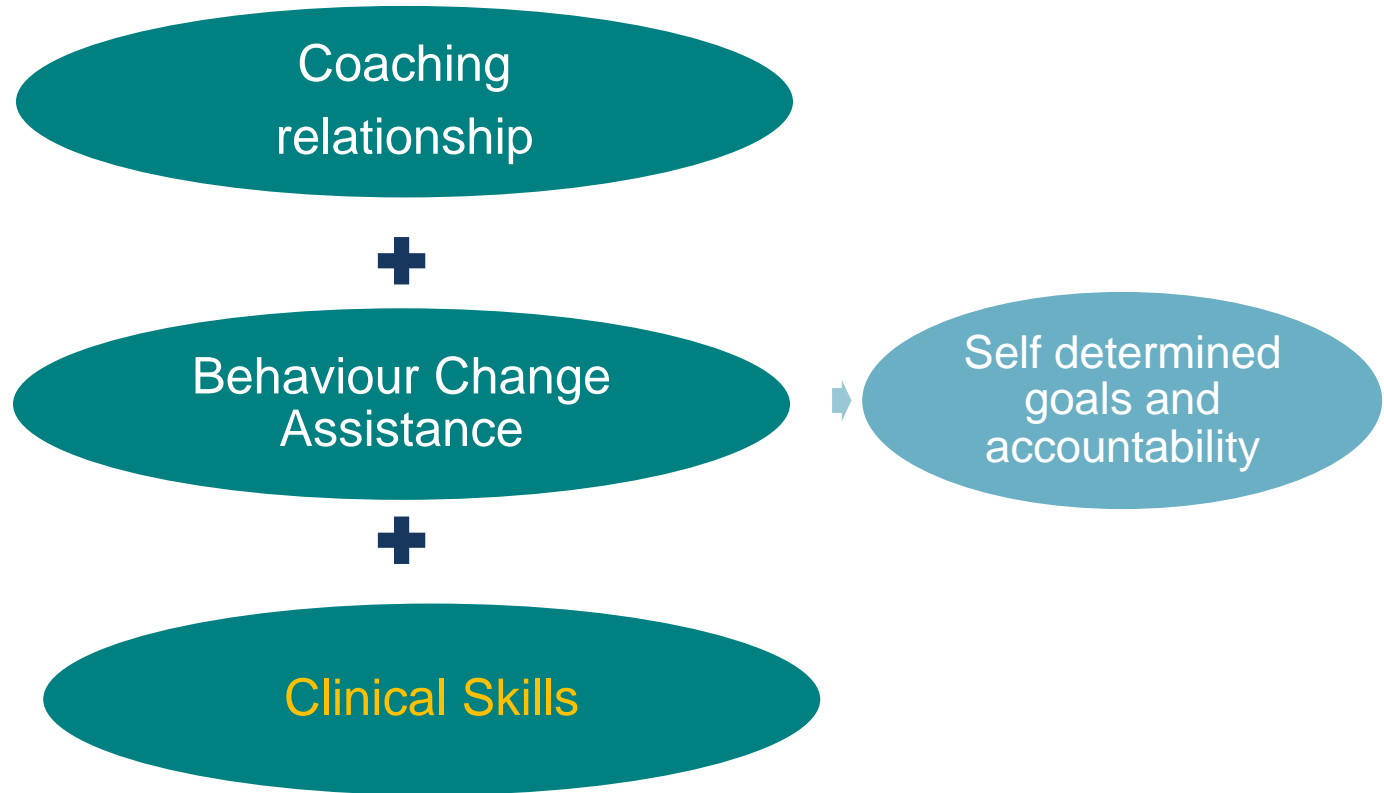 Coaching
relationship
Behaviour Change
Assistance
Self determined
goals and
accountability
Clinical Skills